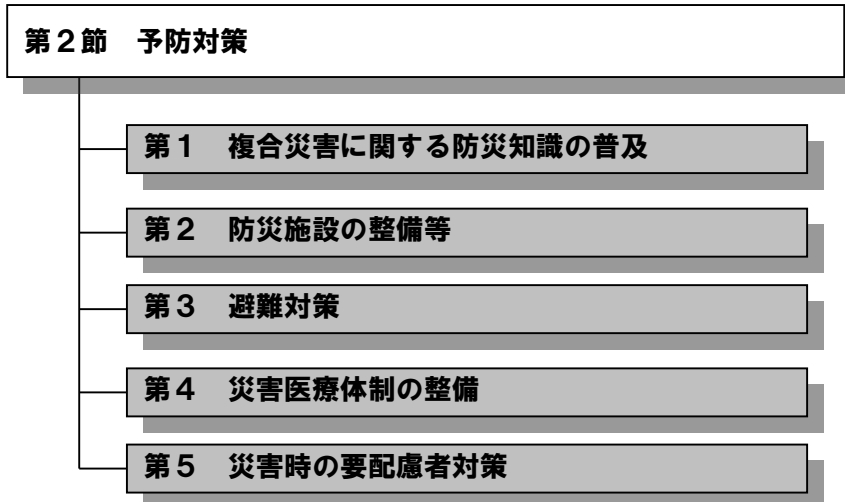 第２節　予防対策
第１　複合災害に関する防災知識の普及
第２　防災施設の整備等
第３　避難対策
第４　災害医療体制の整備
第５　災害時の要配慮者対策